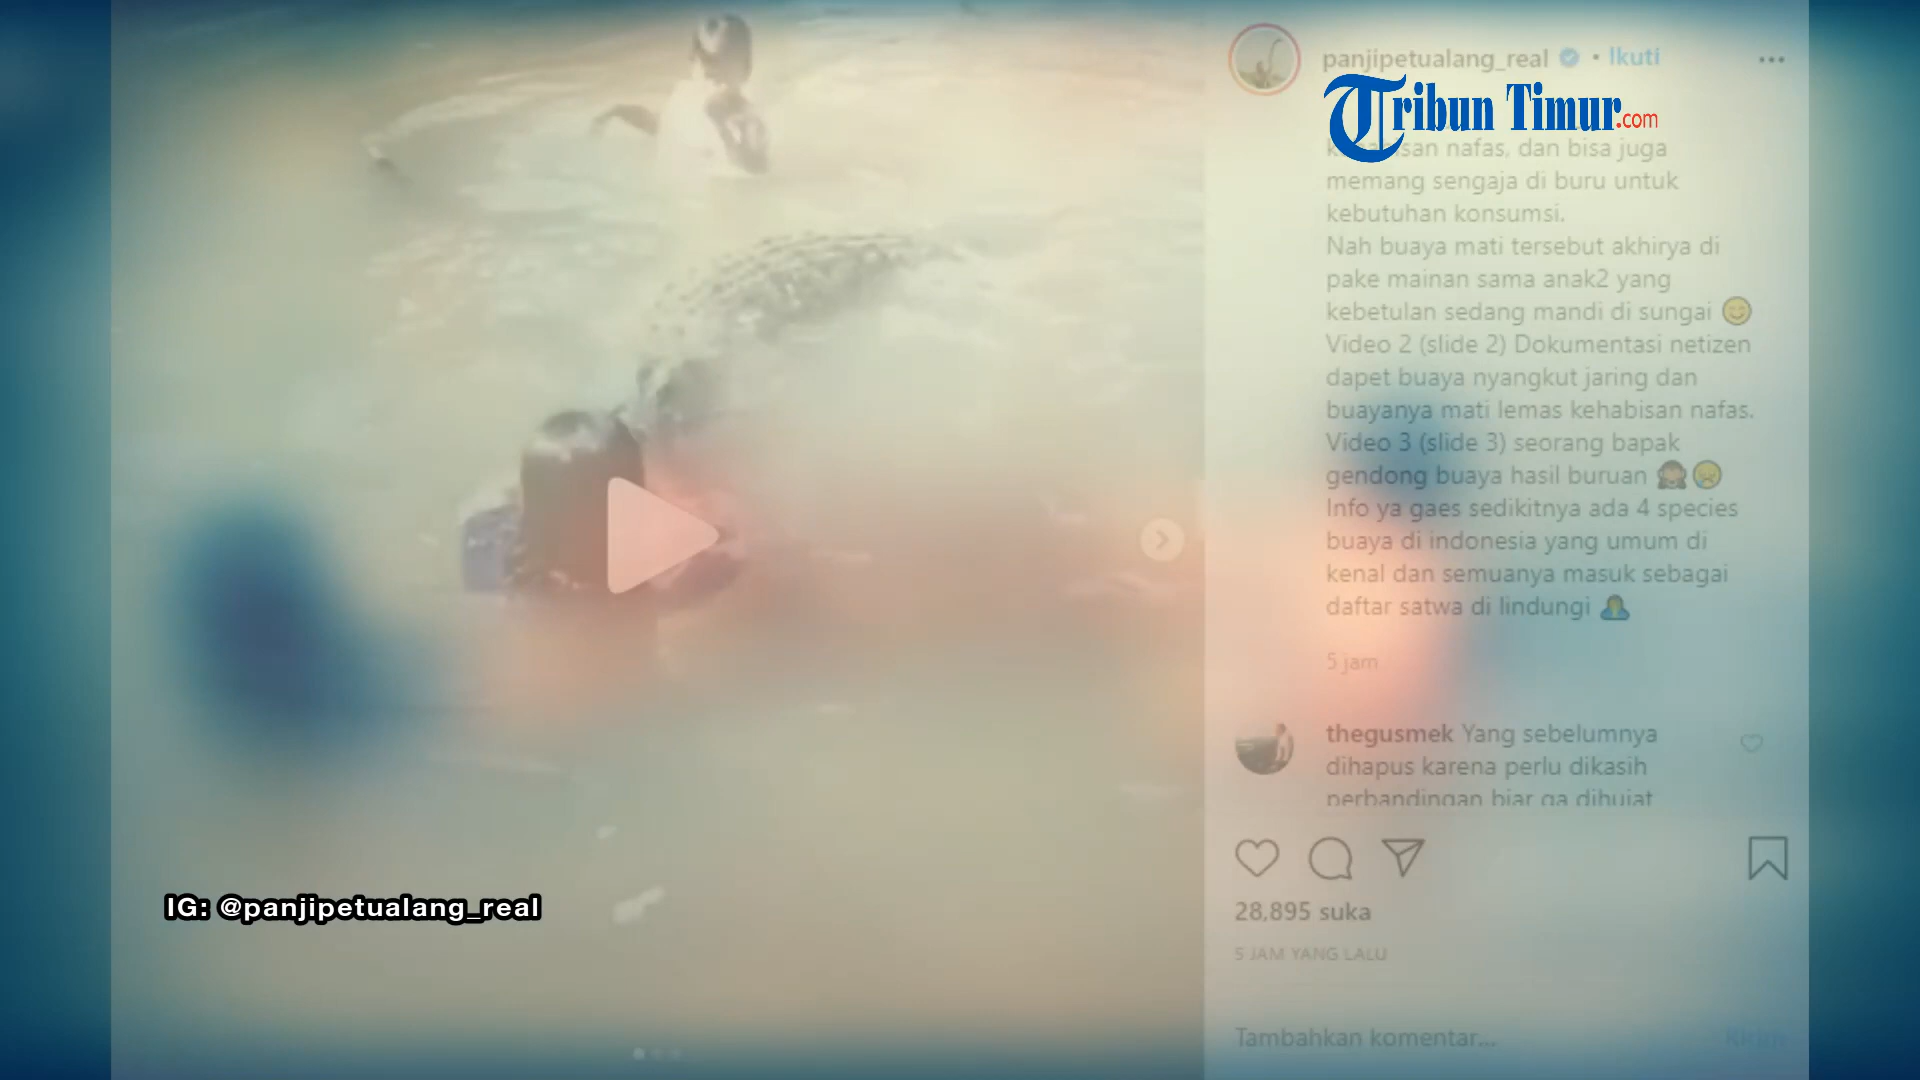 panjipetualang_real • Ikuti
Tribun Timur.com
nafas, dan bisa juga
memang sengaja di buru untuk
kebutuhan konsumsi.
Nah buaya mati tersebut akhirya di
pake mainan sama anak2 yang
kebetulan sedang mandi di sungai 😊
Video 2 (slide 2) Dokumentasi netizen
dapet buaya nyangkut jaring dan
buayanya mati lemas kehabisan nafas.
Video 3 (slide 3) seorang bapak
gendong buaya hasil buruan 🙊😢
Info ya gaes sedikitnya ada 4 species
buaya di indonesia yang umum di
kenal dan semuanya masuk sebagai
daftar satwa di lindungi 🤦‍♂️
5 jam
thegusmek Yang sebelumnya
dihapus karena perlu dikasih
perbandingan biar ga dihujat
28,895 suka
5 JAM YANG LALU
Tambahkan komentar...
Kirim
IG: @panjipetualang_real